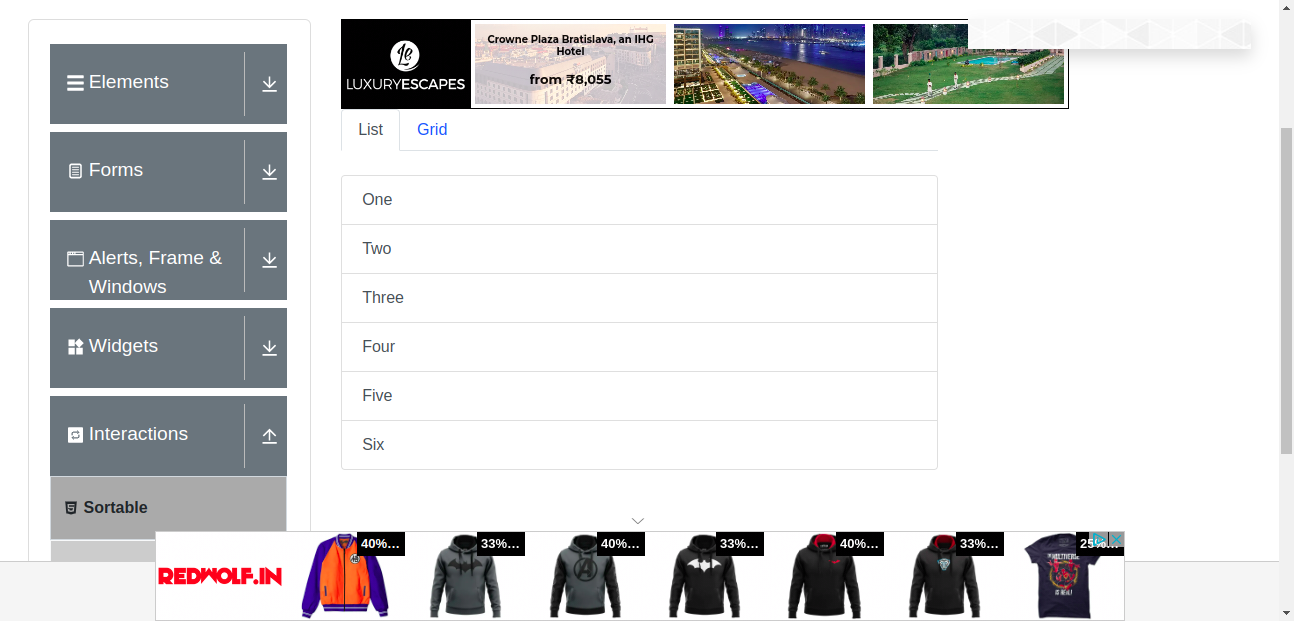 Elements
Forms
Alerts, Frame &
Windows
Widgets
Interactions
Sortable
LUXURYESCAPES
Crowne Plaza Bratislava, an IHG
Hotel
from ₹8,055
List
Grid
One
Two
Three
Four
Five
Six
REDWOLF.IN
40%...
33%...
40%...
33%...
40%...
33%...